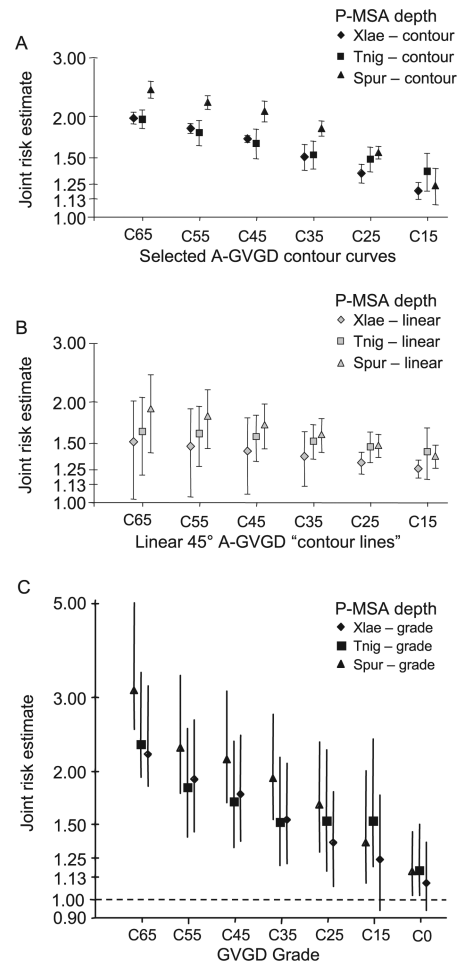 A
P-MSA depth
Xlae – contour
Tnig – contour
Spur – contour
Joint risk estimate
3.00
2.00
1.50
1.25
1.13
1.00
C65 C55 C45 C35 C25 C15
Selected A-GVGD contour curves
B
P-MSA depth
Xlae – linear
Tnig – linear
Spur – linear
Joint risk estimate
3.00
2.00
1.50
1.25
1.13
1.00
C65 C55 C45 C35 C25 C15
Linear 45° A-GVGD “contour lines”
C
P-MSA depth
Xlae – grade
Tnig – grade
Spur – grade
Joint risk estimate
5.00
3.00
2.00
1.50
1.25
1.13
1.00
0.90
C65 C55 C45 C35 C25 C15 C0
GVGD Grade